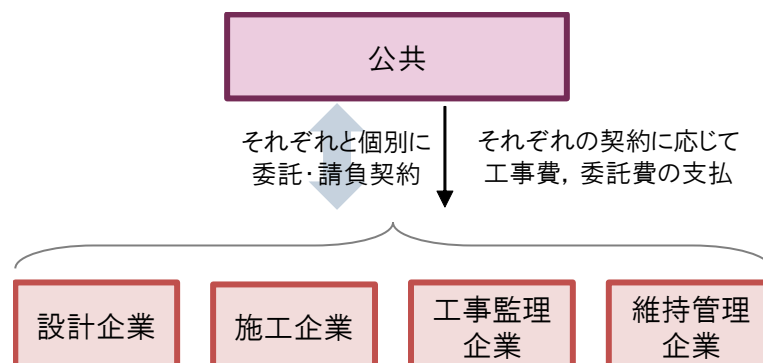 公共
それぞれと個別に
委託・請負契約
それぞれの契約に応じて
工事費，委託費の支払
設計企業
施工企業
工事監理
企業
維持管理
企業